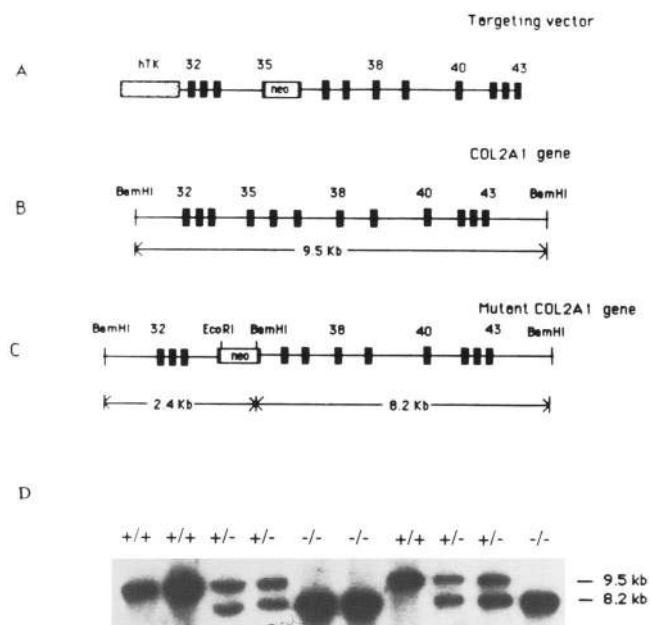 Targeting vector
A
hTK 32 35 38 40 43
neo
COL2A1 gene
B
BamHI 32 35 38 40 43 BamHI
9.5 Kb
Mutant COL2A1 gene
C
BamHI 32 EcoRI BamHI 38 40 43 BamHI
neo
2.4 Kb 8.2 Kb
D
+/+ +/+ +/- +/- -/- -/- +/+ +/- +/- -/-
— 9.5 kb
— 8.2 kb